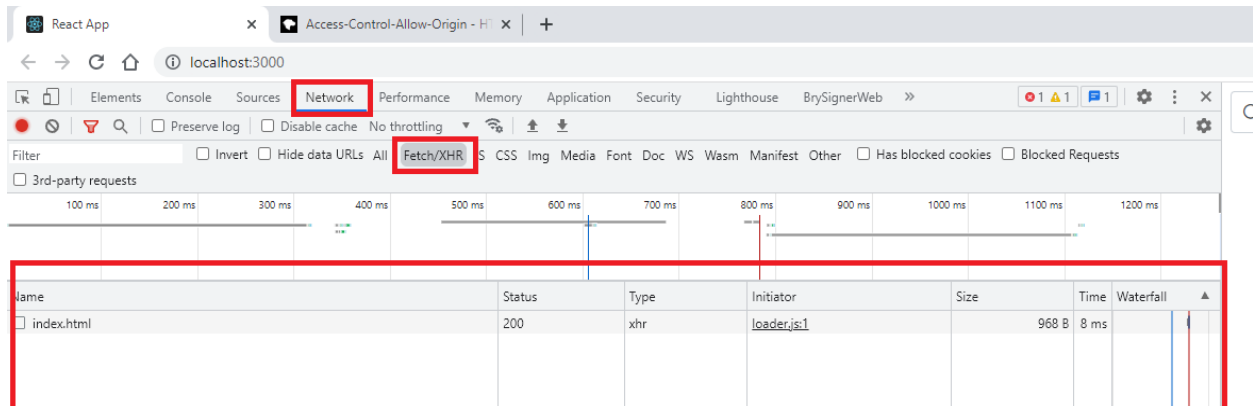 React App
Access-Control-Allow-Origin - HT
localhost:3000
Elements Console Sources Network Performance Memory Application Security Lighthouse BrySignerWeb » 1 1 1
Preserve log Disable cache No throttling
Filter Invert Hide data URLs All Fetch/XHR S CSS Img Media Font Doc WS Wasm Manifest Other Has blocked cookies Blocked Requests
3rd-party requests
100 ms 200 ms 300 ms 400 ms 500 ms 600 ms 700 ms 800 ms 900 ms 1000 ms 1100 ms 1200 ms
Name Status Type Initiator Size Time Waterfall
index.html 200 xhr loader.js:1 968 B 8 ms